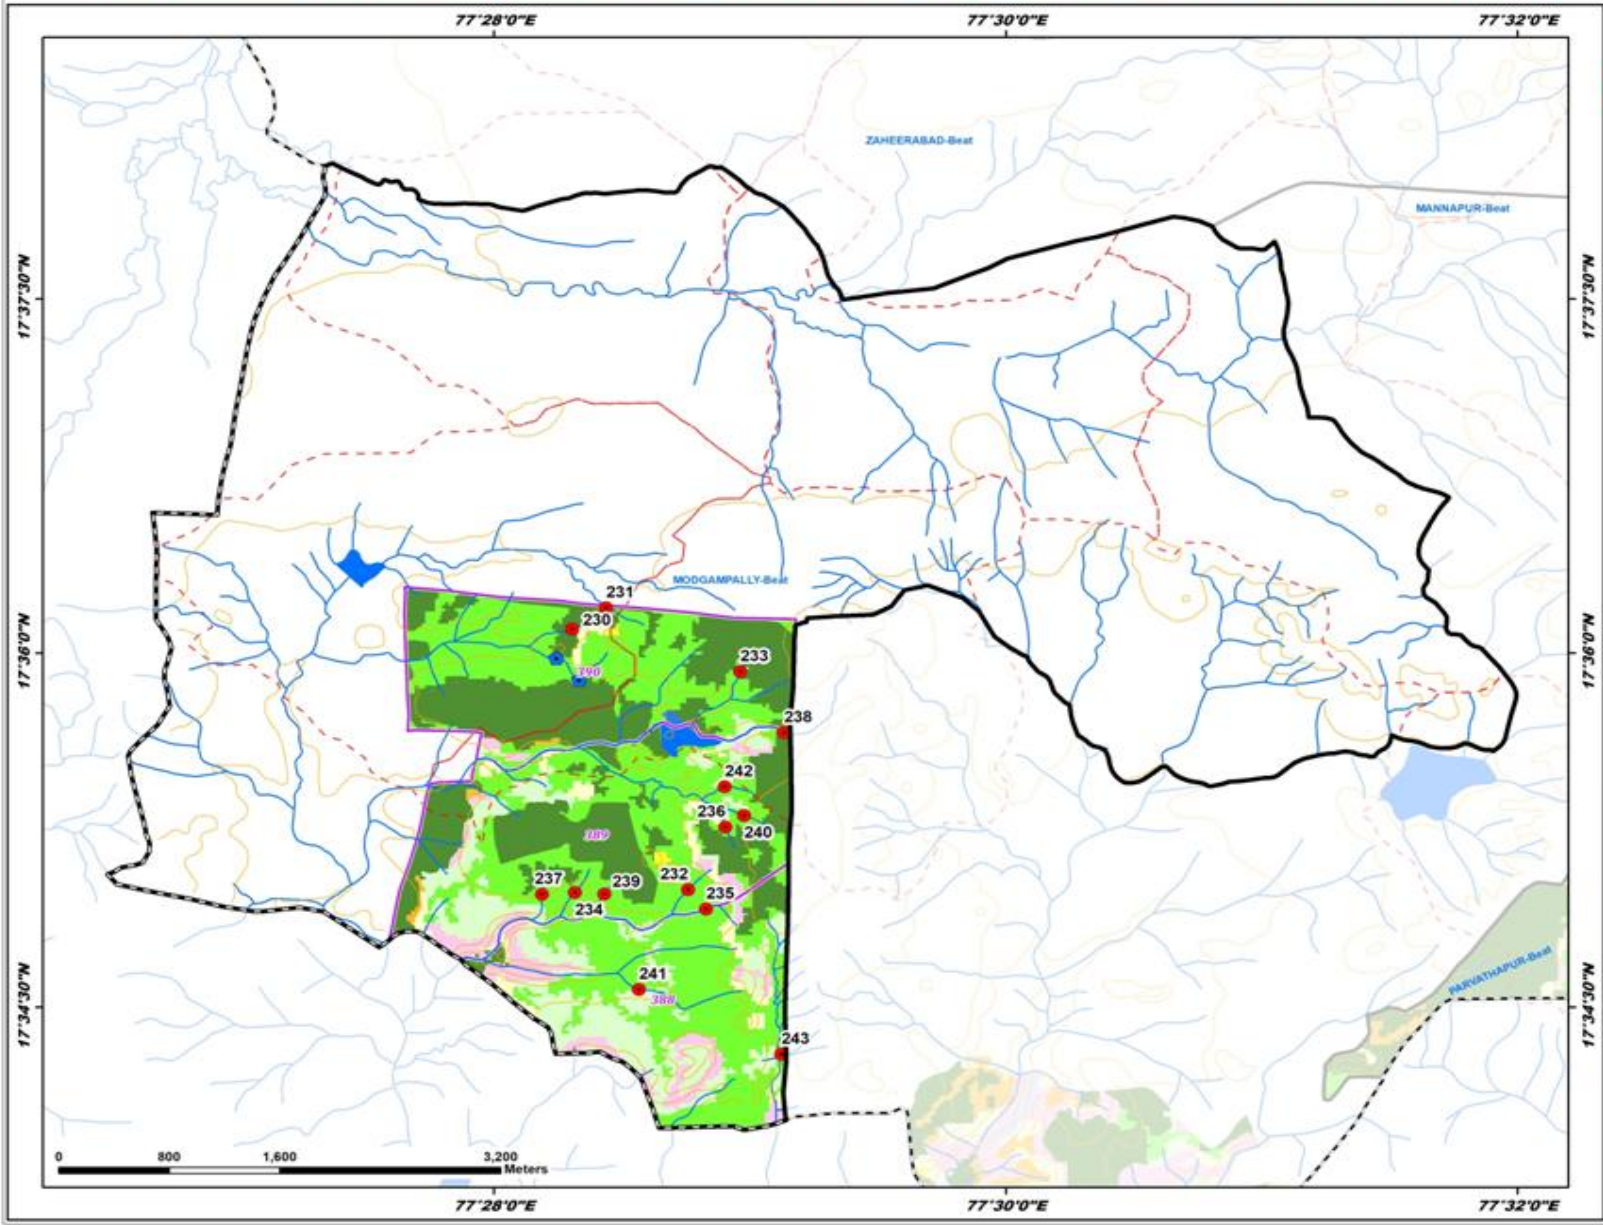 77°28'0"E 77°30'0"E 77°32'0"E
ZAHEERABAD-Beat
MANNAPUR-Beat
17°37'30"N 17°37'30"N
MODGAMPALLY-Beat
231
230
17°36'0"N 17°36'0"N
233
390
238
242
236
240
389
237 239 232
234 235
241
388
PARVATHAPUR-Beat
17°34'30"N 17°34'30"N
243
0 800 1,600 3,200
Meters
77°28'0"E 77°30'0"E 77°32'0"E